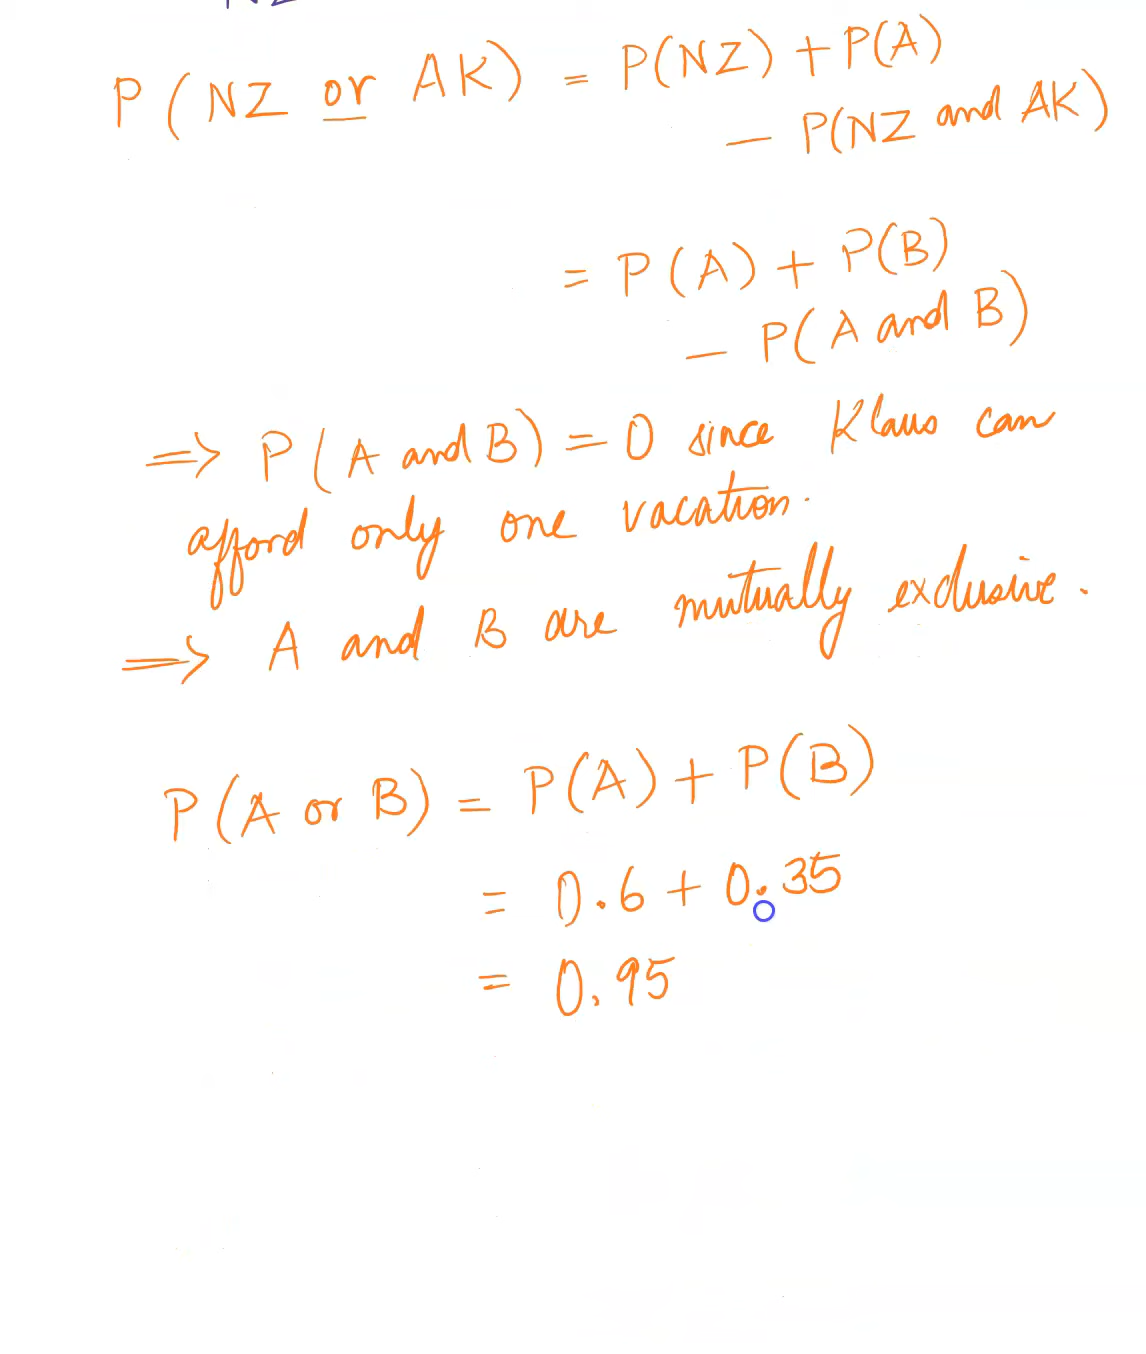 P(NZ or AK) = P(NZ) + P(A)
− P(NZ and AK)
= P(A) + P(B)
− P(A and B)
⟹ P(A and B) = 0 since Klaus can
afford only one vacation.
⟹ A and B are mutually exclusive.
P(A or B) = P(A) + P(B)
= 0.6 + 0.35
= 0.95